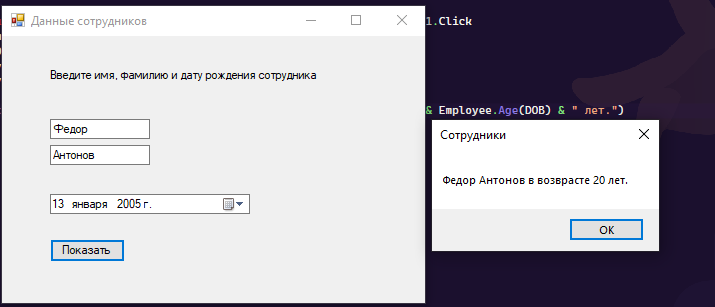 Данные сотрудников
1.Click
Введите имя, фамилию и дату рождения сотрудника
& Employee.Age(DOB) & " лет.")
Федор
Антонов
Сотрудники
Федор Антонов в возврасте 20 лет.
13 января 2005 г.
Показать
OK